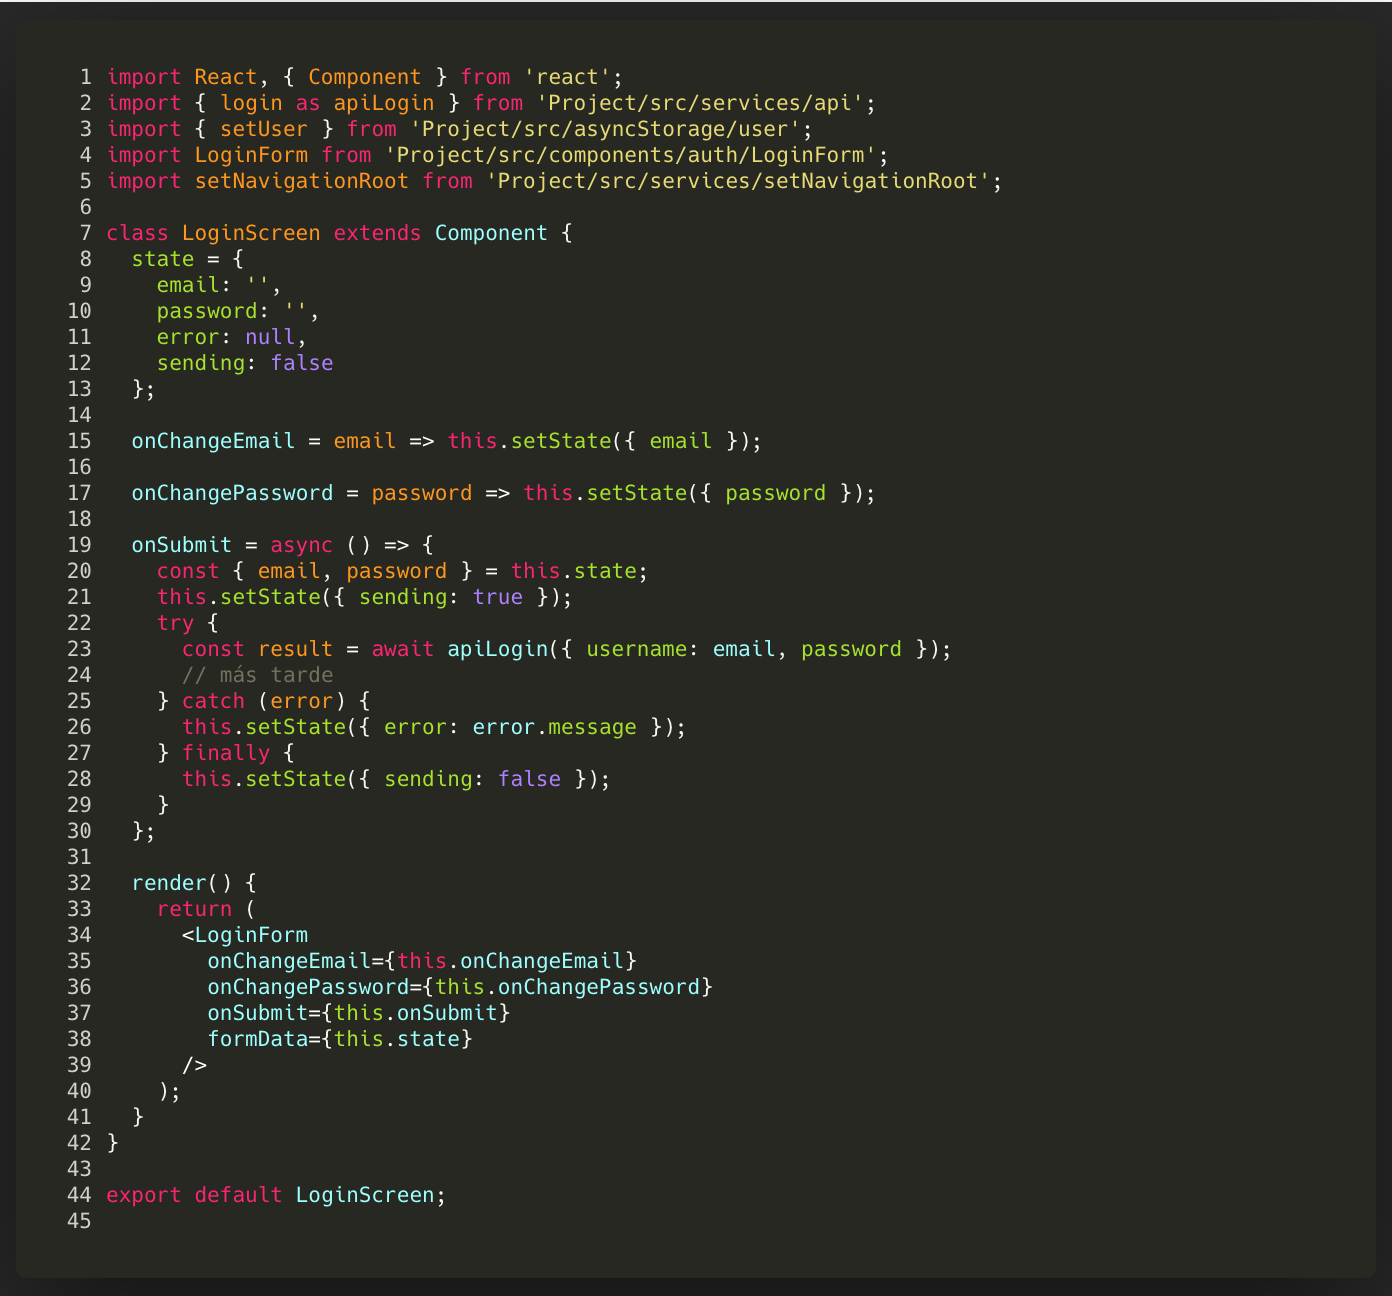 1 import React, { Component } from 'react';
2 import { login as apiLogin } from 'Project/src/services/api';
3 import { setUser } from 'Project/src/asyncStorage/user';
4 import LoginForm from 'Project/src/components/auth/LoginForm';
5 import setNavigationRoot from 'Project/src/services/setNavigationRoot';
6
7 class LoginScreen extends Component {
8   state = {
9     email: '',
10     password: '',
11     error: null,
12     sending: false
13   };
14
15   onChangeEmail = email => this.setState({ email });
16
17   onChangePassword = password => this.setState({ password });
18
19   onSubmit = async () => {
20     const { email, password } = this.state;
21     this.setState({ sending: true });
22     try {
23       const result = await apiLogin({ username: email, password });
24       // más tarde
25     } catch (error) {
26       this.setState({ error: error.message });
27     } finally {
28       this.setState({ sending: false });
29     }
30   };
31
32   render() {
33     return (
34       <LoginForm
35         onChangeEmail={this.onChangeEmail}
36         onChangePassword={this.onChangePassword}
37         onSubmit={this.onSubmit}
38         formData={this.state}
39       />
40     );
41   }
42 }
43
44 export default LoginScreen;
45